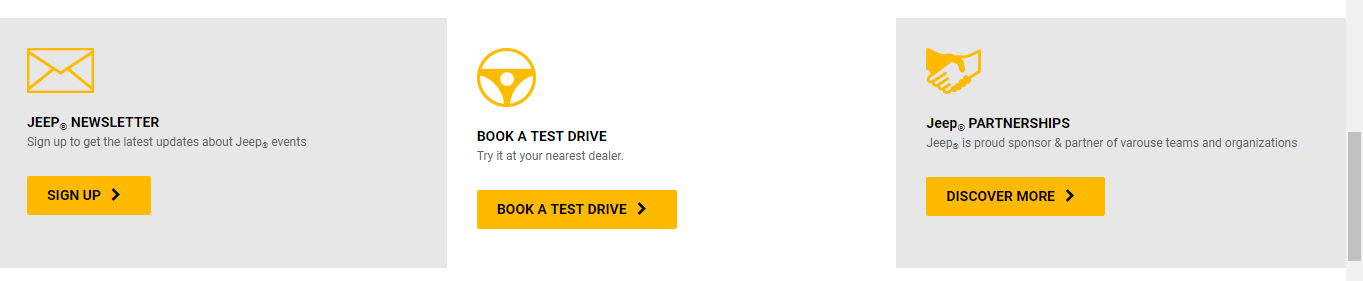 JEEP® NEWSLETTER
Sign up to get the latest updates about Jeep® events
SIGN UP
BOOK A TEST DRIVE
Try it at your nearest dealer.
BOOK A TEST DRIVE
Jeep® PARTNERSHIPS
Jeep® is proud sponsor & partner of varouse teams and organizations
DISCOVER MORE